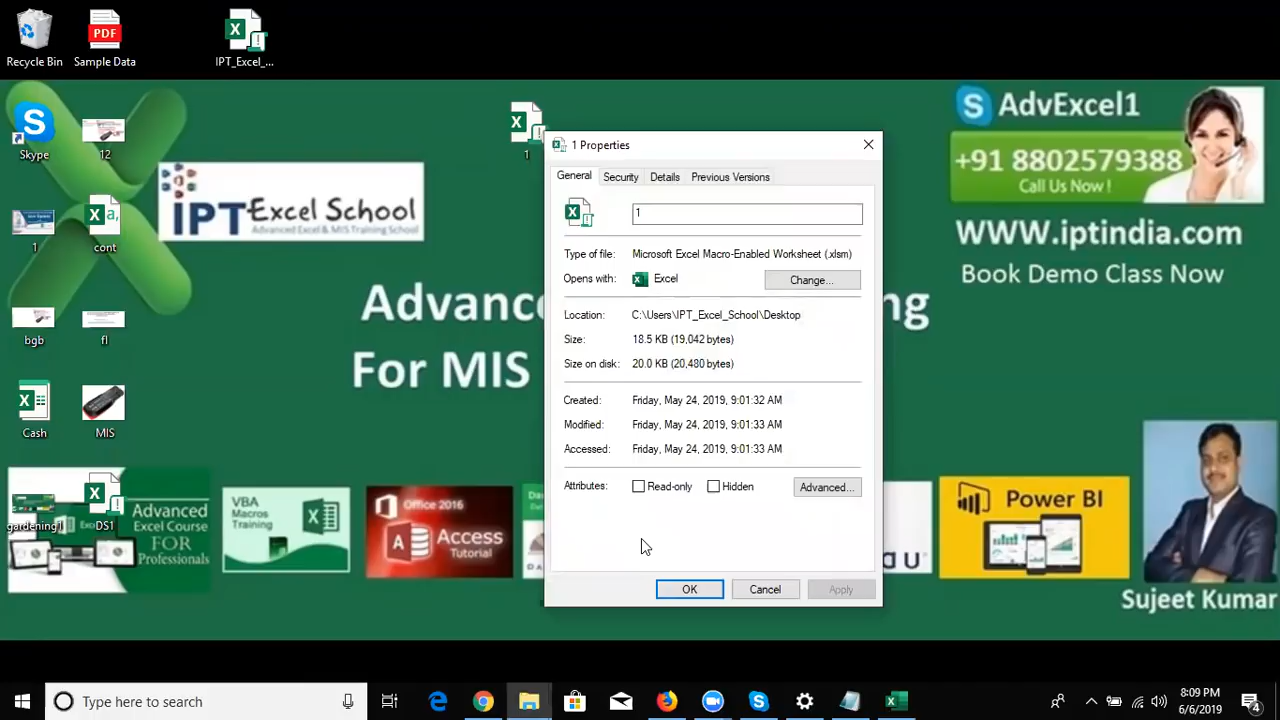 Recycle Bin
Sample Data
PDF
IPT_Excel_...
Skype
12
1
cont
bgb
fl
Cash
MIS
DS1
1
IPT Excel School
Advanced Excel & MIS Training School
AdvExcel1
+91 8802579388
Call Us Now !
WWW.iptindia.com
Book Demo Class Now
Advance
ng
For MIS
1 Properties
General
Security
Details
Previous Versions
1
Type of file:
Microsoft Excel Macro-Enabled Worksheet (.xlsm)
Opens with:
Excel
Change...
Location:
C:\Users\IPT_Excel_School\Desktop
Size:
18.5 KB (19,042 bytes)
Size on disk:
20.0 KB (20,480 bytes)
Created:
Friday, May 24, 2019, 9:01:32 AM
Modified:
Friday, May 24, 2019, 9:01:33 AM
Accessed:
Friday, May 24, 2019, 9:01:33 AM
Attributes:
Read-only
Hidden
Advanced...
OK
Cancel
Apply
Advanced
Excel Course
FOR
Professionals
VBA
Macros
Training
Office 2016
Access
Tutorial
Power BI
Sujeet Kumar
Type here to search
8:09 PM
6/6/2019
4